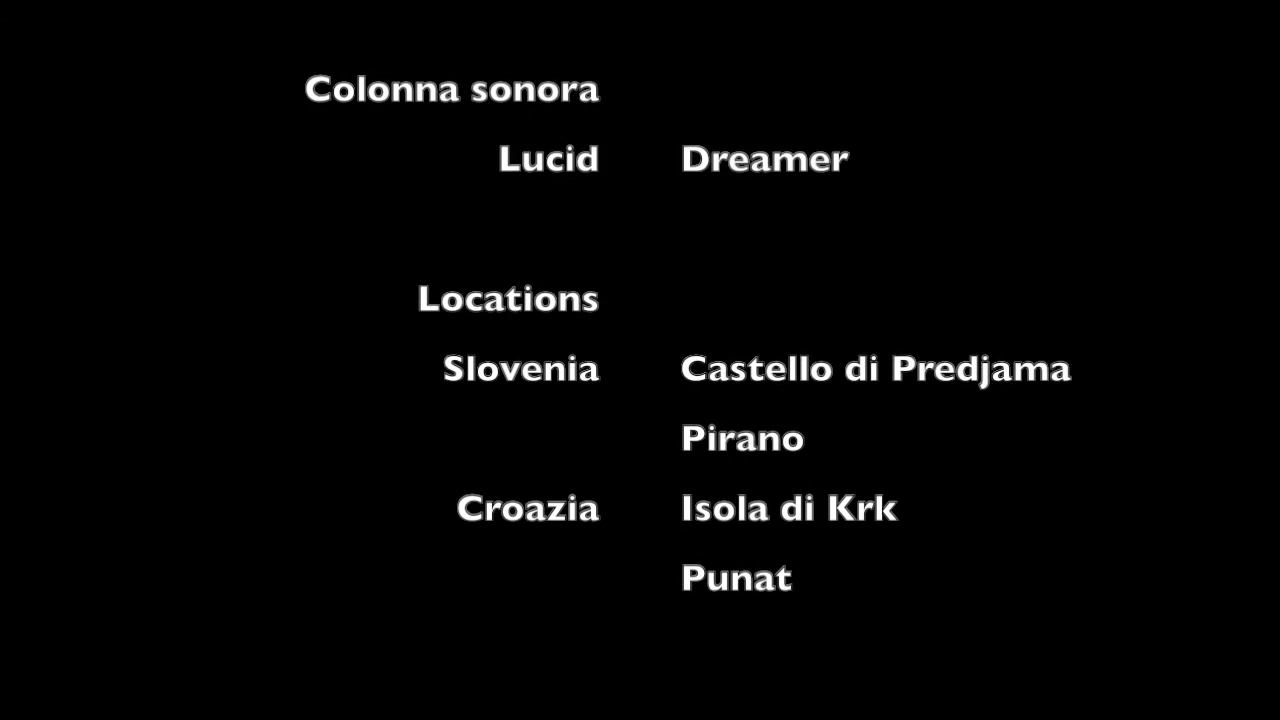 Colonna sonora
Lucid Dreamer
Locations
Slovenia Castello di Predjama
Pirano
Croazia Isola di Krk
Punat